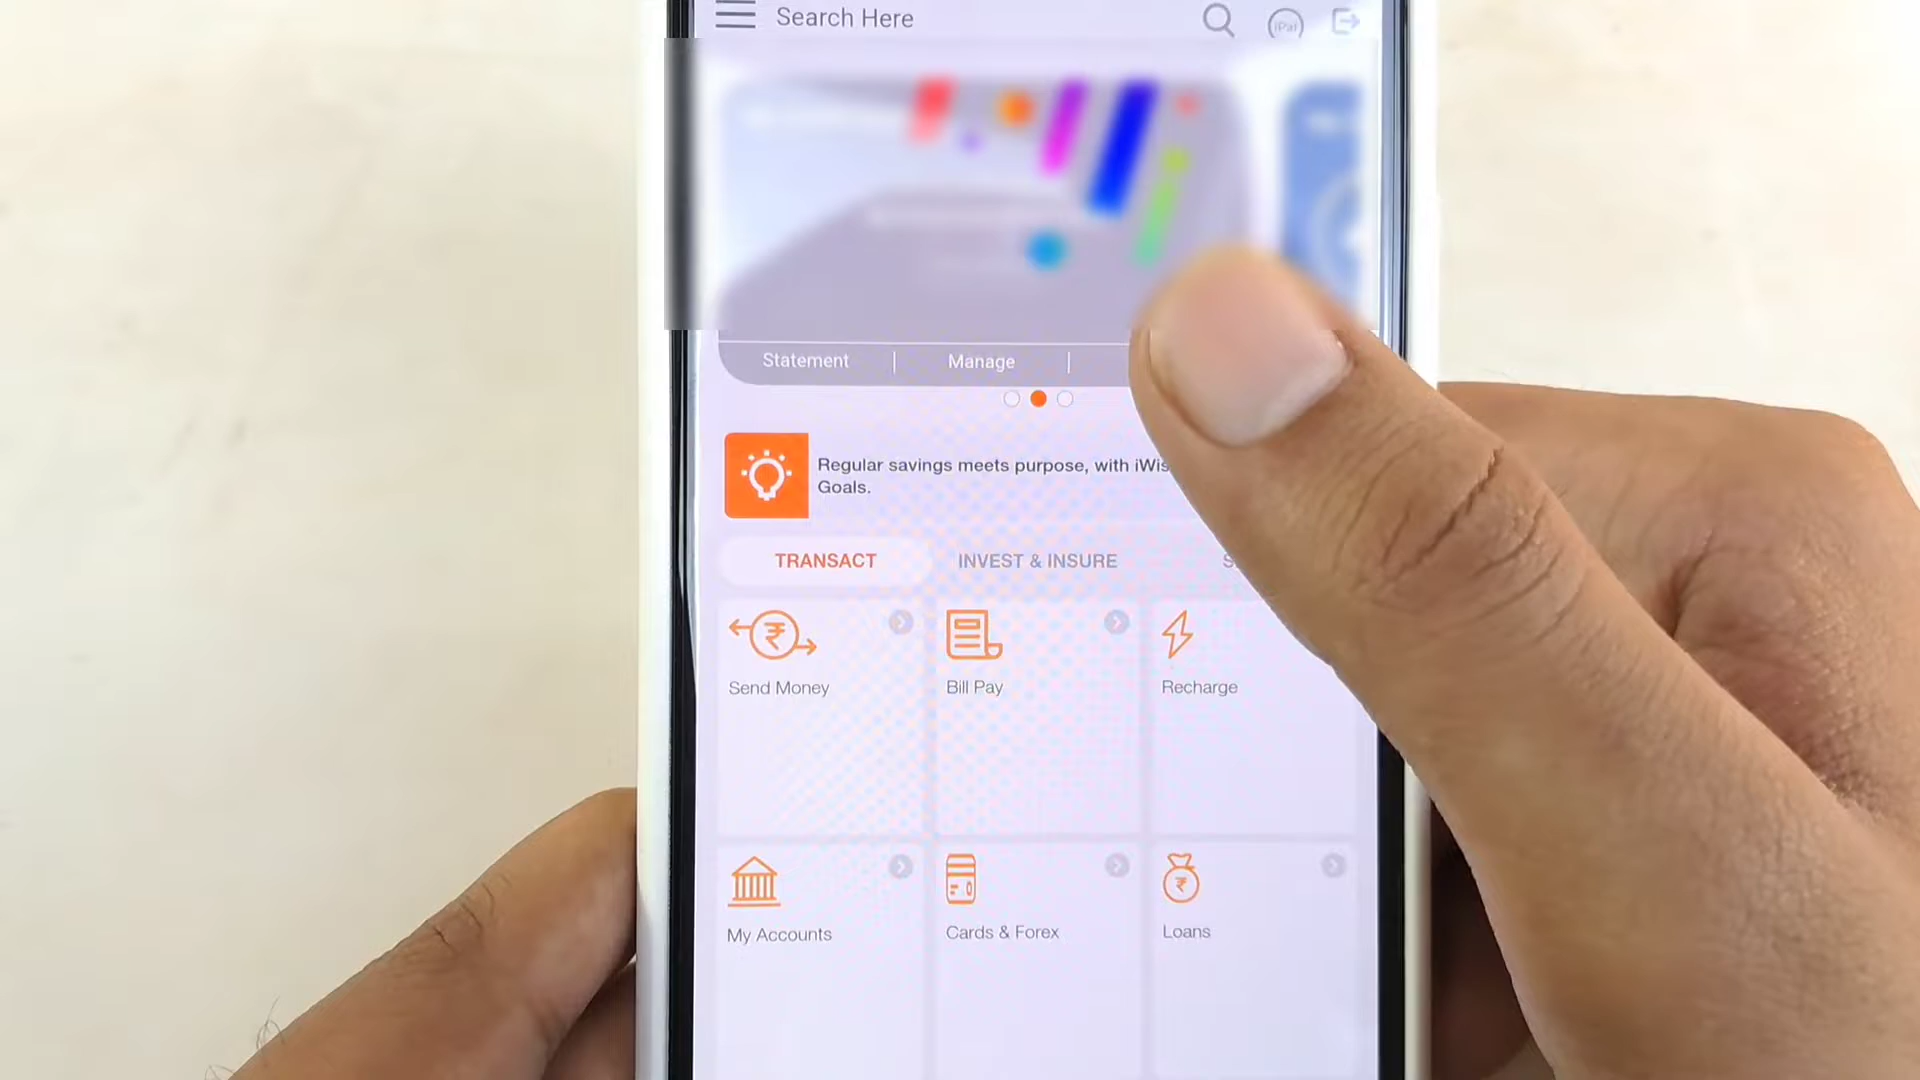 Search Here
iPal
Statement | Manage |
Regular savings meets purpose, with iWis
Goals.
TRANSACT INVEST & INSURE
Send Money Bill Pay Recharge
My Accounts Cards & Forex Loans